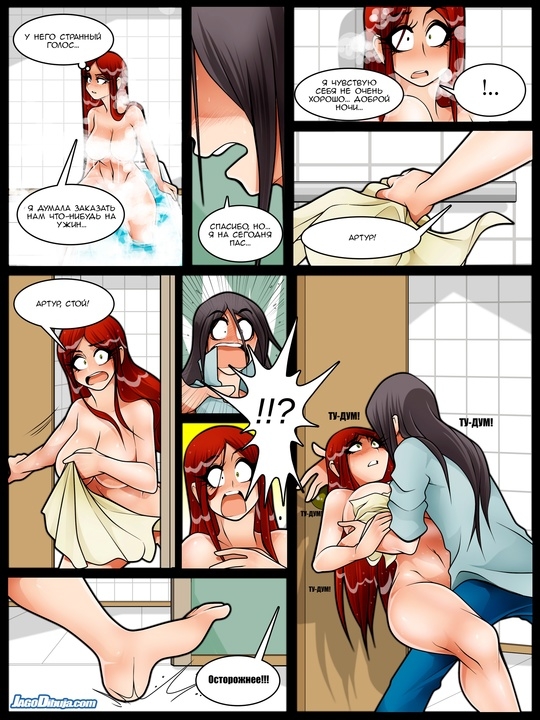 У НЕГО СТРАННЫЙ
ГОЛОС...
Я ДУМАЛА ЗАКАЗАТЬ
НАМ ЧТО-НИБУДЬ НА
УЖИН...
СПАСИБО, НО...
Я НА СЕГОДНЯ
ПАС...
Я ЧУВСТВУЮ
СЕБЯ НЕ ОЧЕНЬ
ХОРОШО... ДОБРОЙ
НОЧИ...
!..
АРТУР!
АРТУР, СТОЙ!
!!?
ТУ-ДУМ!
ТУ-ДУМ!
ТУ-ДУМ!
ТУ-ДУМ!
Осторожнее!!!
JAGODibuja.com